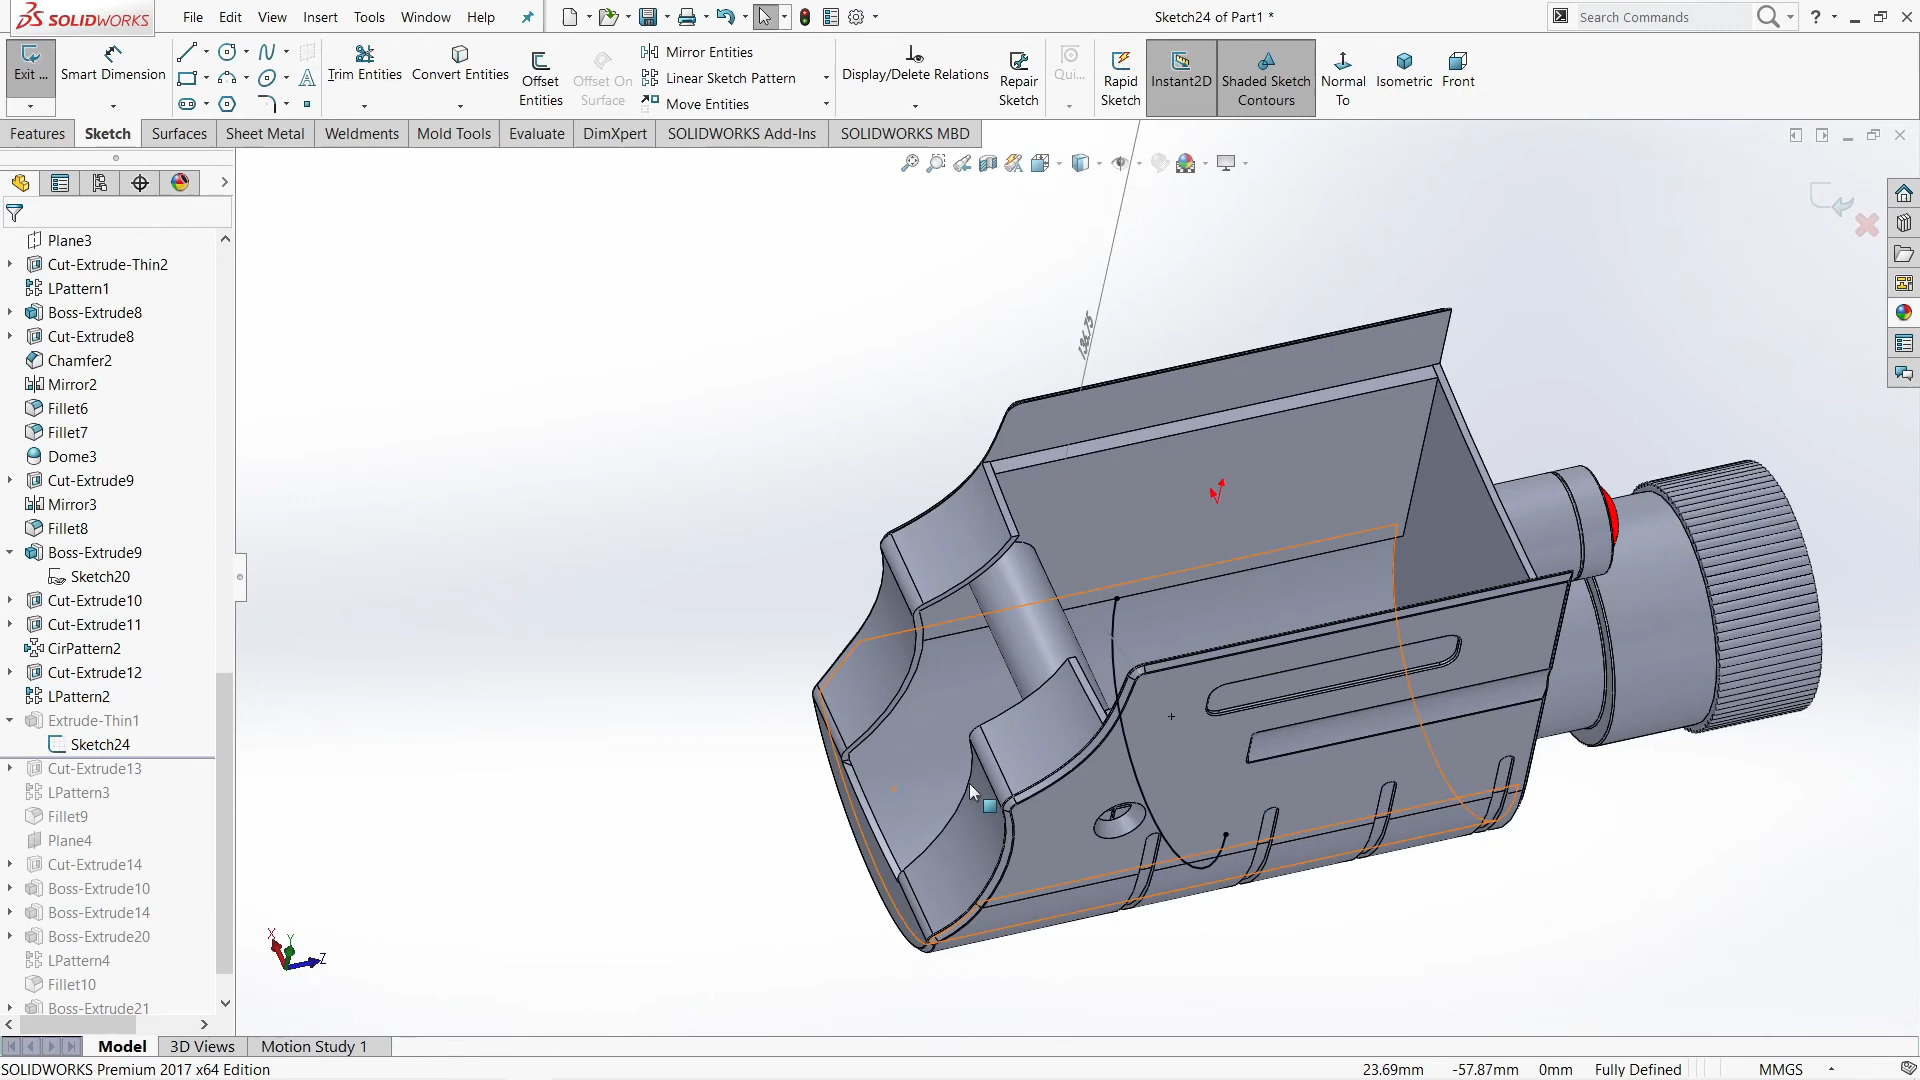 SOLIDWORKS File Edit View Insert Tools Window Help Sketch24 of Part1 * Search Commands ?
Exit ... Smart Dimension Trim Entities Convert Entities Offset Entities Offset On Surface Mirror Entities Linear Sketch Pattern Move Entities Display/Delete Relations Repair Sketch Qui... Rapid Sketch Instant2D Shaded Sketch Contours Normal To Isometric Front
Features Sketch Surfaces Sheet Metal Weldments Mold Tools Evaluate DimXpert SOLIDWORKS Add-Ins SOLIDWORKS MBD
Plane3
Cut-Extrude-Thin2
LPattern1
Boss-Extrude8
Cut-Extrude8
Chamfer2
Mirror2
Fillet6
Fillet7
Dome3
Cut-Extrude9
Mirror3
Fillet8
Boss-Extrude9
Sketch20
Cut-Extrude10
Cut-Extrude11
CirPattern2
Cut-Extrude12
LPattern2
Extrude-Thin1
Sketch24
Cut-Extrude13
LPattern3
Fillet9
Plane4
Cut-Extrude14
Boss-Extrude10
Boss-Extrude14
Boss-Extrude20
LPattern4
Fillet10
Boss-Extrude21
136.75
X Y Z
Model 3D Views Motion Study 1
SOLIDWORKS Premium 2017 x64 Edition 23.69mm -57.87mm 0mm Fully Defined MMGS